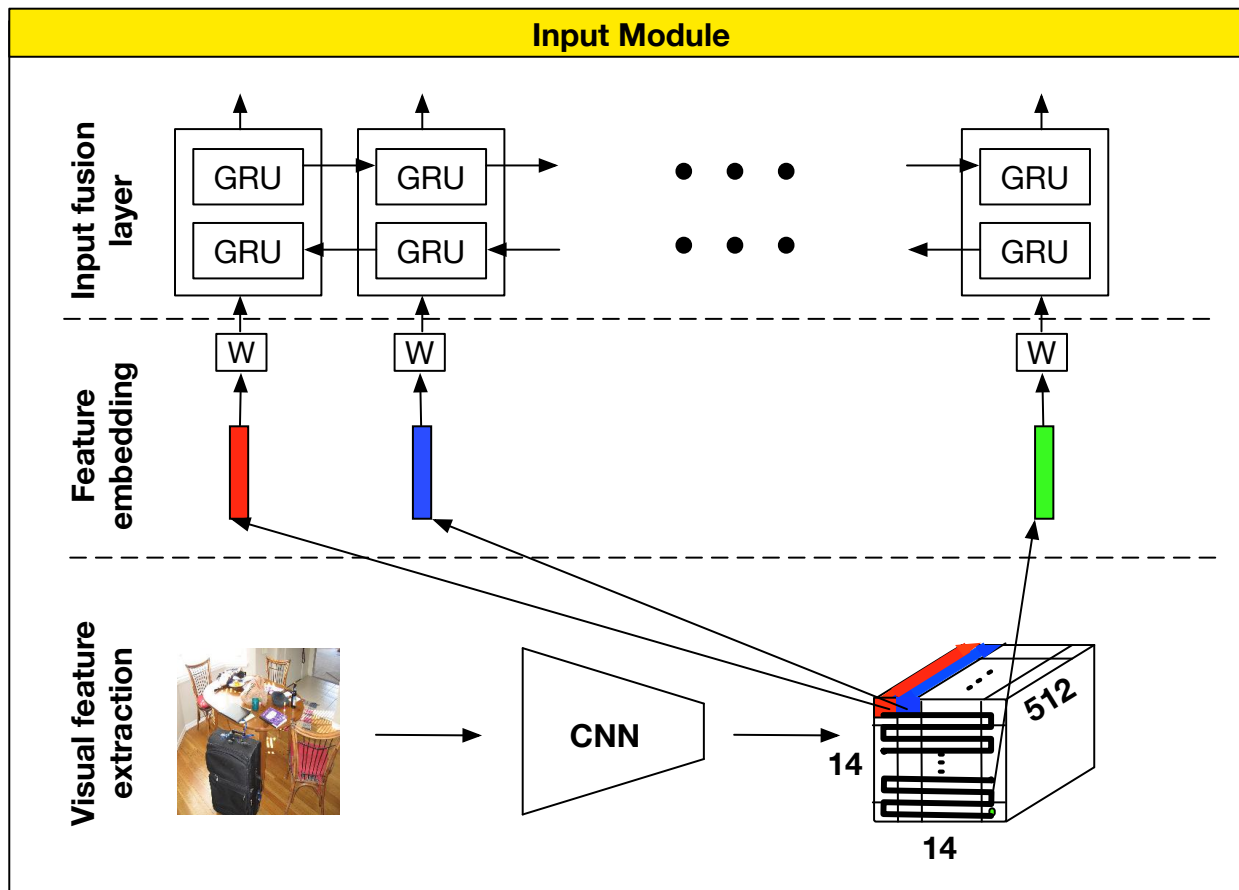 Input Module
Input fusion
layer
GRU
GRU
GRU
GRU
GRU
GRU
Feature
embedding
W
W
W
Visual feature
extraction
CNN
14
512
14